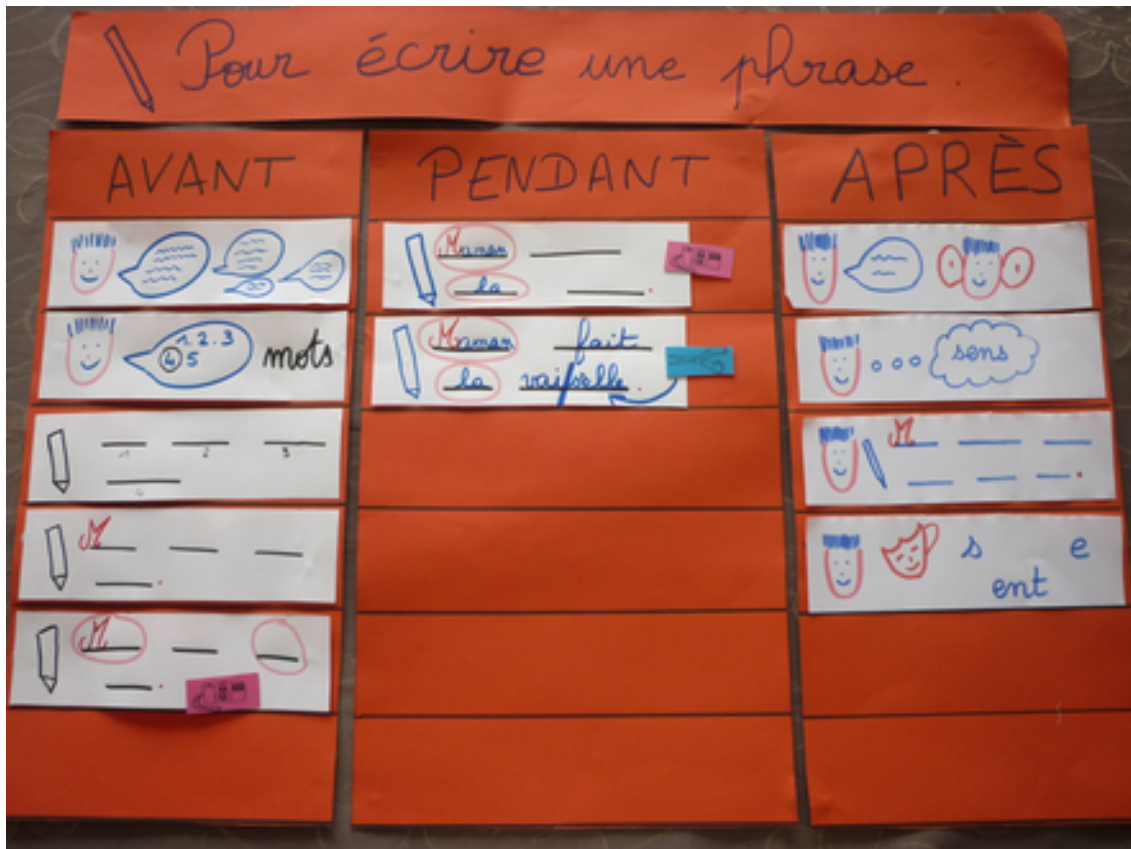 Pour écrire une phrase.
AVANT
1.2.3
4 5
mots
1 2 3
4
M
.
M
.
PENDANT
Maman
la .
Maman fait
la vaisselle.
APRÈS
sens
M
.
s e
ent